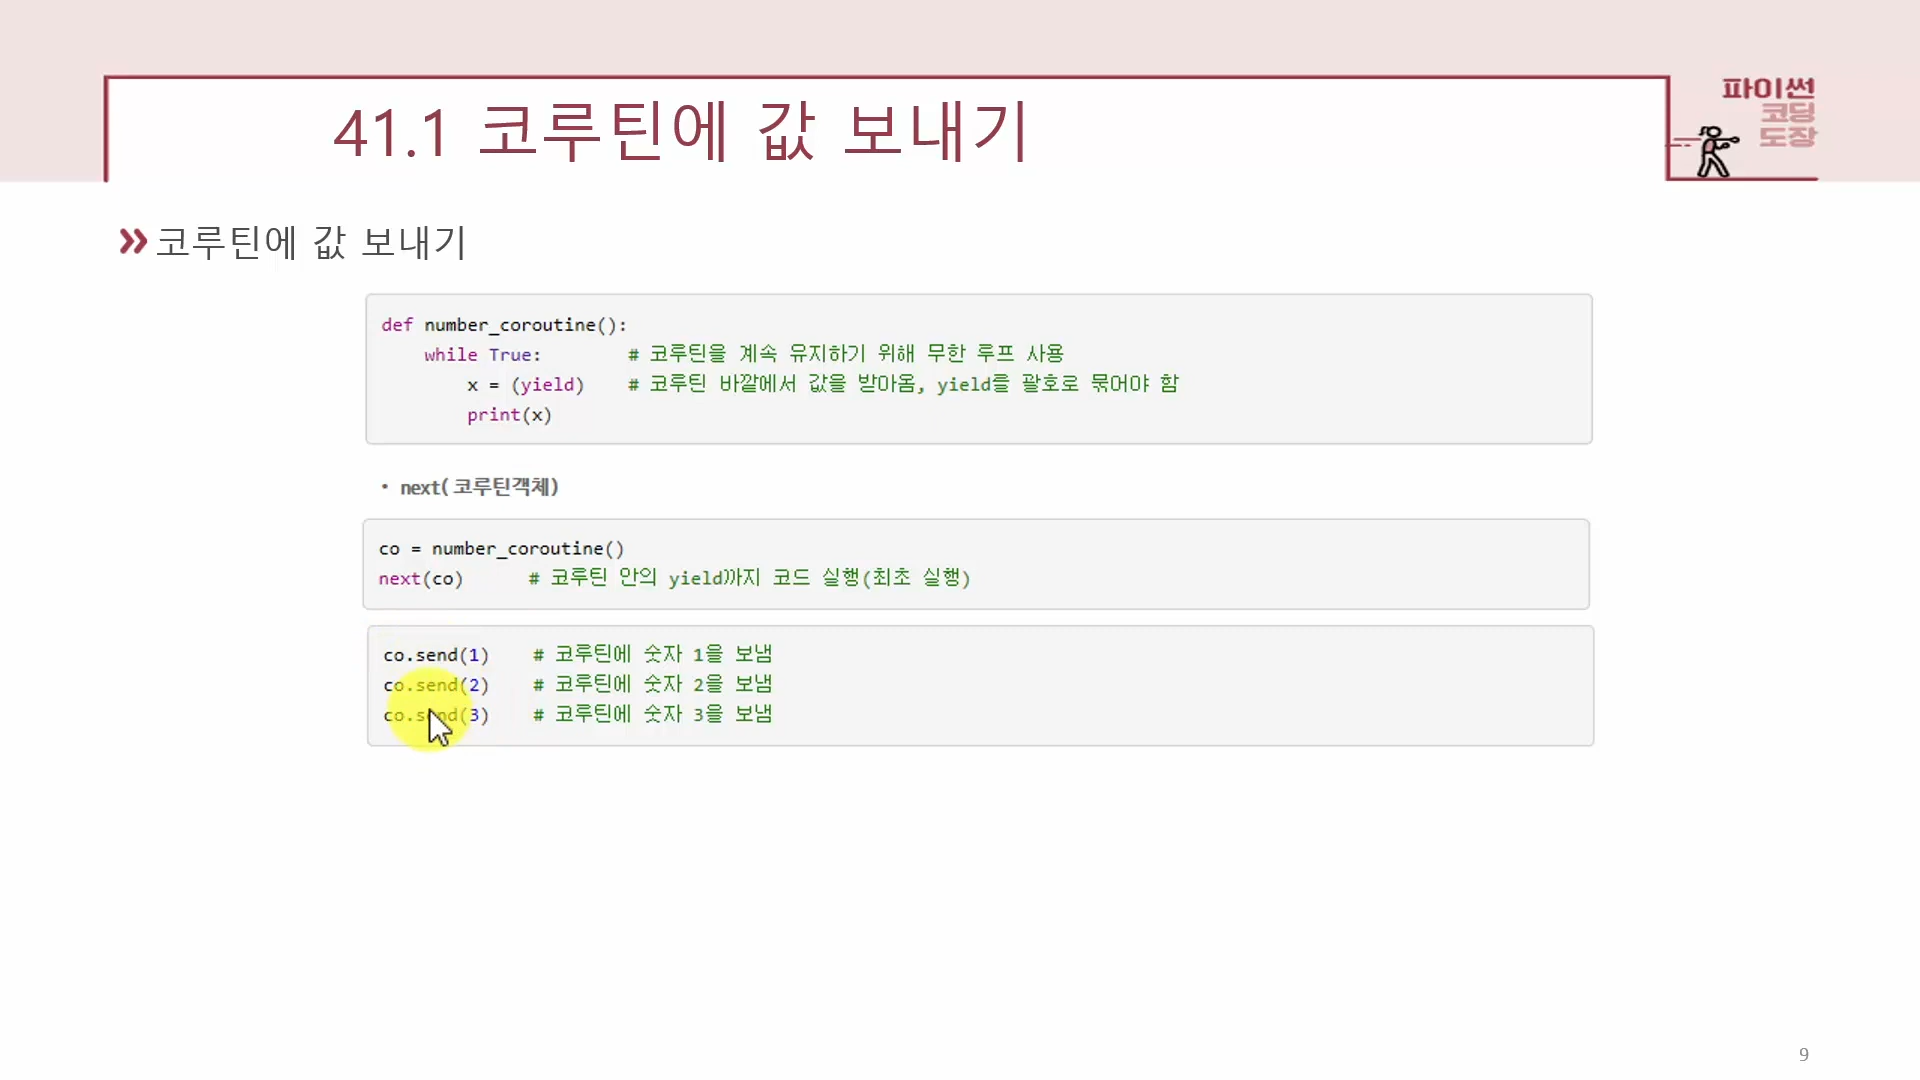 41.1 코루틴에 값 보내기
파이썬
코딩
도장
코루틴에 값 보내기
def number_coroutine():
    while True:        # 코루틴을 계속 유지하기 위해 무한 루프 사용
        x = (yield)    # 코루틴 바깥에서 값을 받아옴, yield를 괄호로 묶어야 함
        print(x)
• next(코루틴객체)
co = number_coroutine()
next(co)      # 코루틴 안의 yield까지 코드 실행(최초 실행)
co.send(1)    # 코루틴에 숫자 1을 보냄
co.send(2)    # 코루틴에 숫자 2을 보냄
co.send(3)    # 코루틴에 숫자 3을 보냄
9